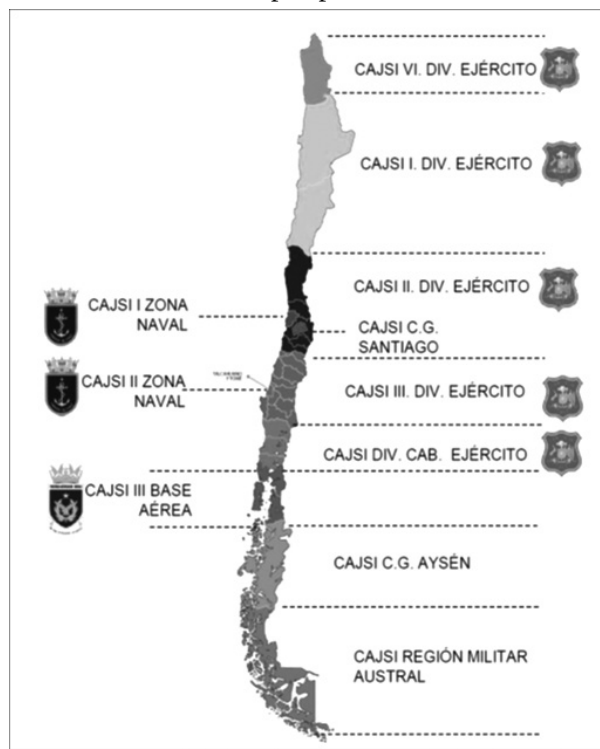 CAJSI VI. DIV. EJÉRCITO
CAJSI I. DIV. EJÉRCITO
CAJSI II. DIV. EJÉRCITO
CAJSI I ZONA
NAVAL
CAJSI C.G.
SANTIAGO
CAJSI II ZONA
NAVAL
CAJSI III. DIV. EJÉRCITO
CAJSI DIV. CAB. EJÉRCITO
CAJSI III BASE
AÉREA
CAJSI C.G. AYSÉN
CAJSI REGIÓN MILITAR
AUSTRAL